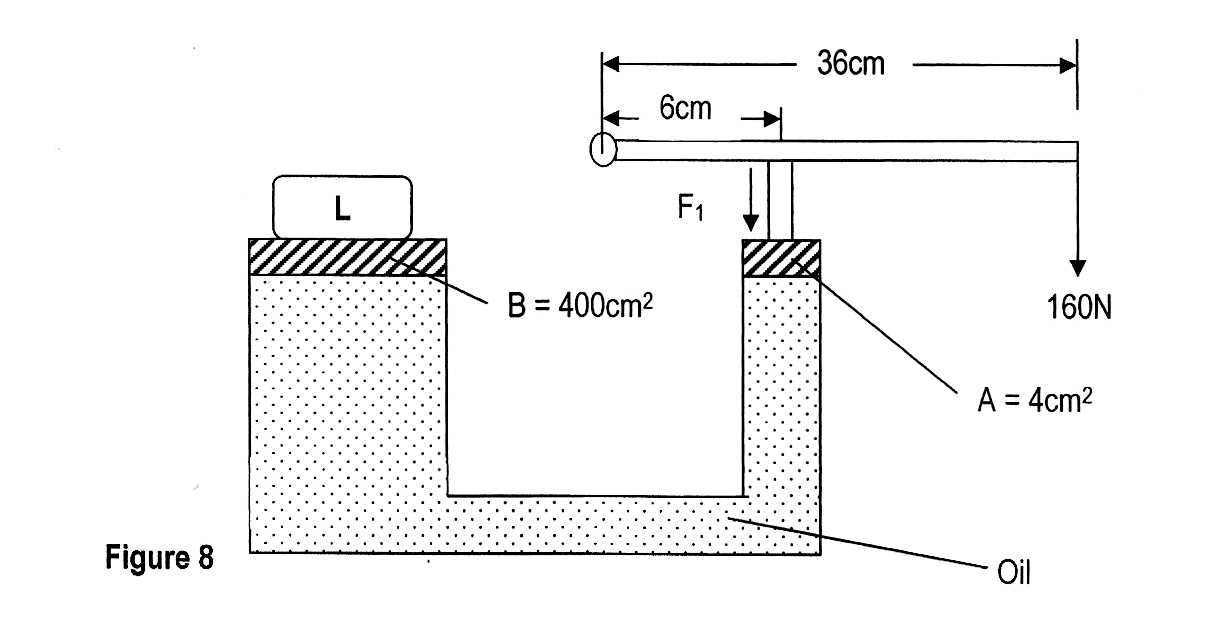 36cm
6cm
L
F₁
B = 400cm²
160N
A = 4cm²
Figure 8
Oil